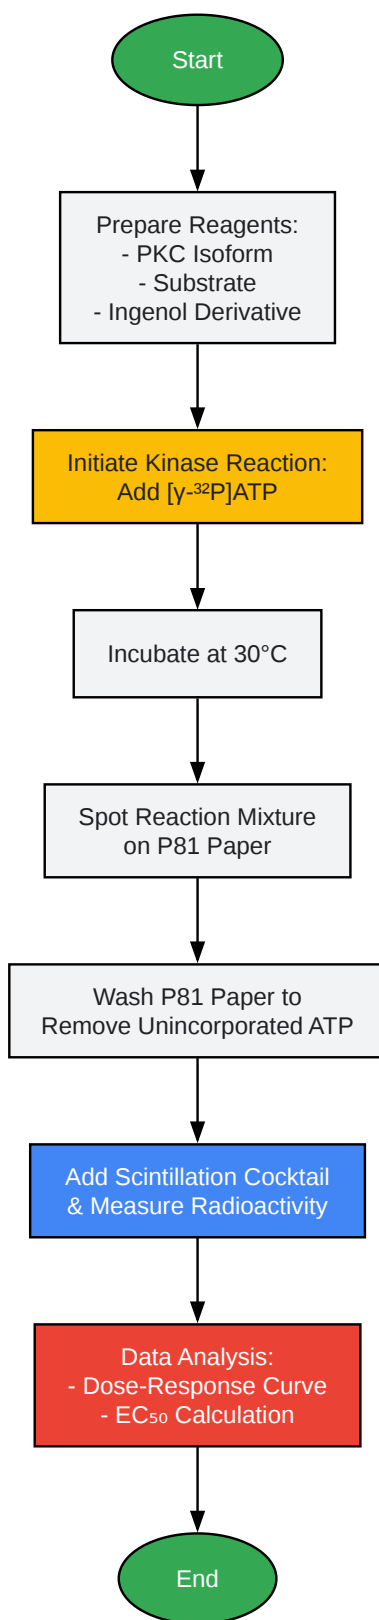 Start
Prepare Reagents:
- PKC Isoform
- Substrate
- Ingenol Derivative
Initiate Kinase Reaction:
Add [γ-³²P]ATP
Incubate at 30°C
Spot Reaction Mixture
on P81 Paper
Wash P81 Paper to
Remove Unincorporated ATP
Add Scintillation Cocktail
& Measure Radioactivity
Data Analysis:
- Dose-Response Curve
- EC₅₀ Calculation
End